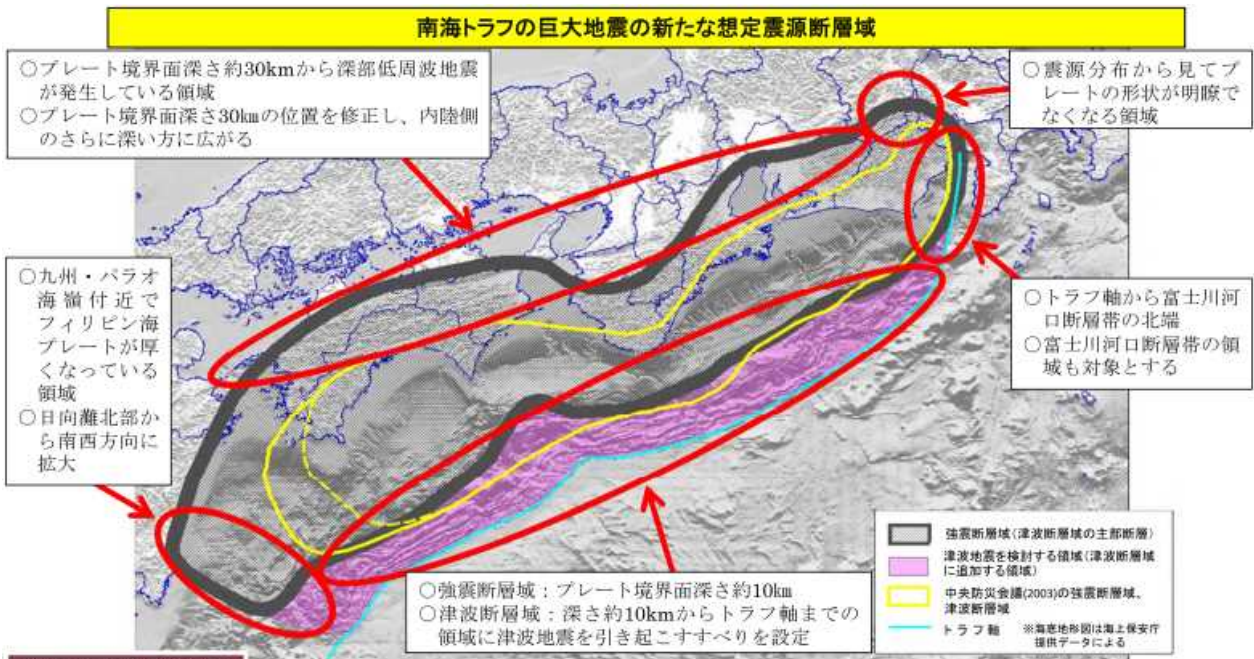 南海トラフの巨大地震の新たな想定震源断層域
○プレート境界面深さ約30kmから深部低周波地震
が発生している領域
○プレート境界面深さ30kmの位置を修正し、内陸側
のさらに深い方に広がる
○震源分布から見てプ
レートの形状が明瞭で
なくなる領域
○九州・パラオ
海嶺付近で
フィリピン海
プレートが厚
くなっている
領域
○日向灘北部か
ら南西方向に
拡大
○トラフ軸から富士川河
口断層帯の北端
○富士川河口断層帯の領
域も対象とする
○強震断層域：プレート境界面深さ約10km
○津波断層域：深さ約10kmからトラフ軸までの
領域に津波地震を引き起こすすべりを設定
強震断層域(津波断層域の主部断層)
津波地震を検討する領域(津波断層域
に追加する領域)
中央防災会議(2003)の強震断層域、
津波断層域
トラフ軸
※海底地形図は海上保安庁
提供データによる